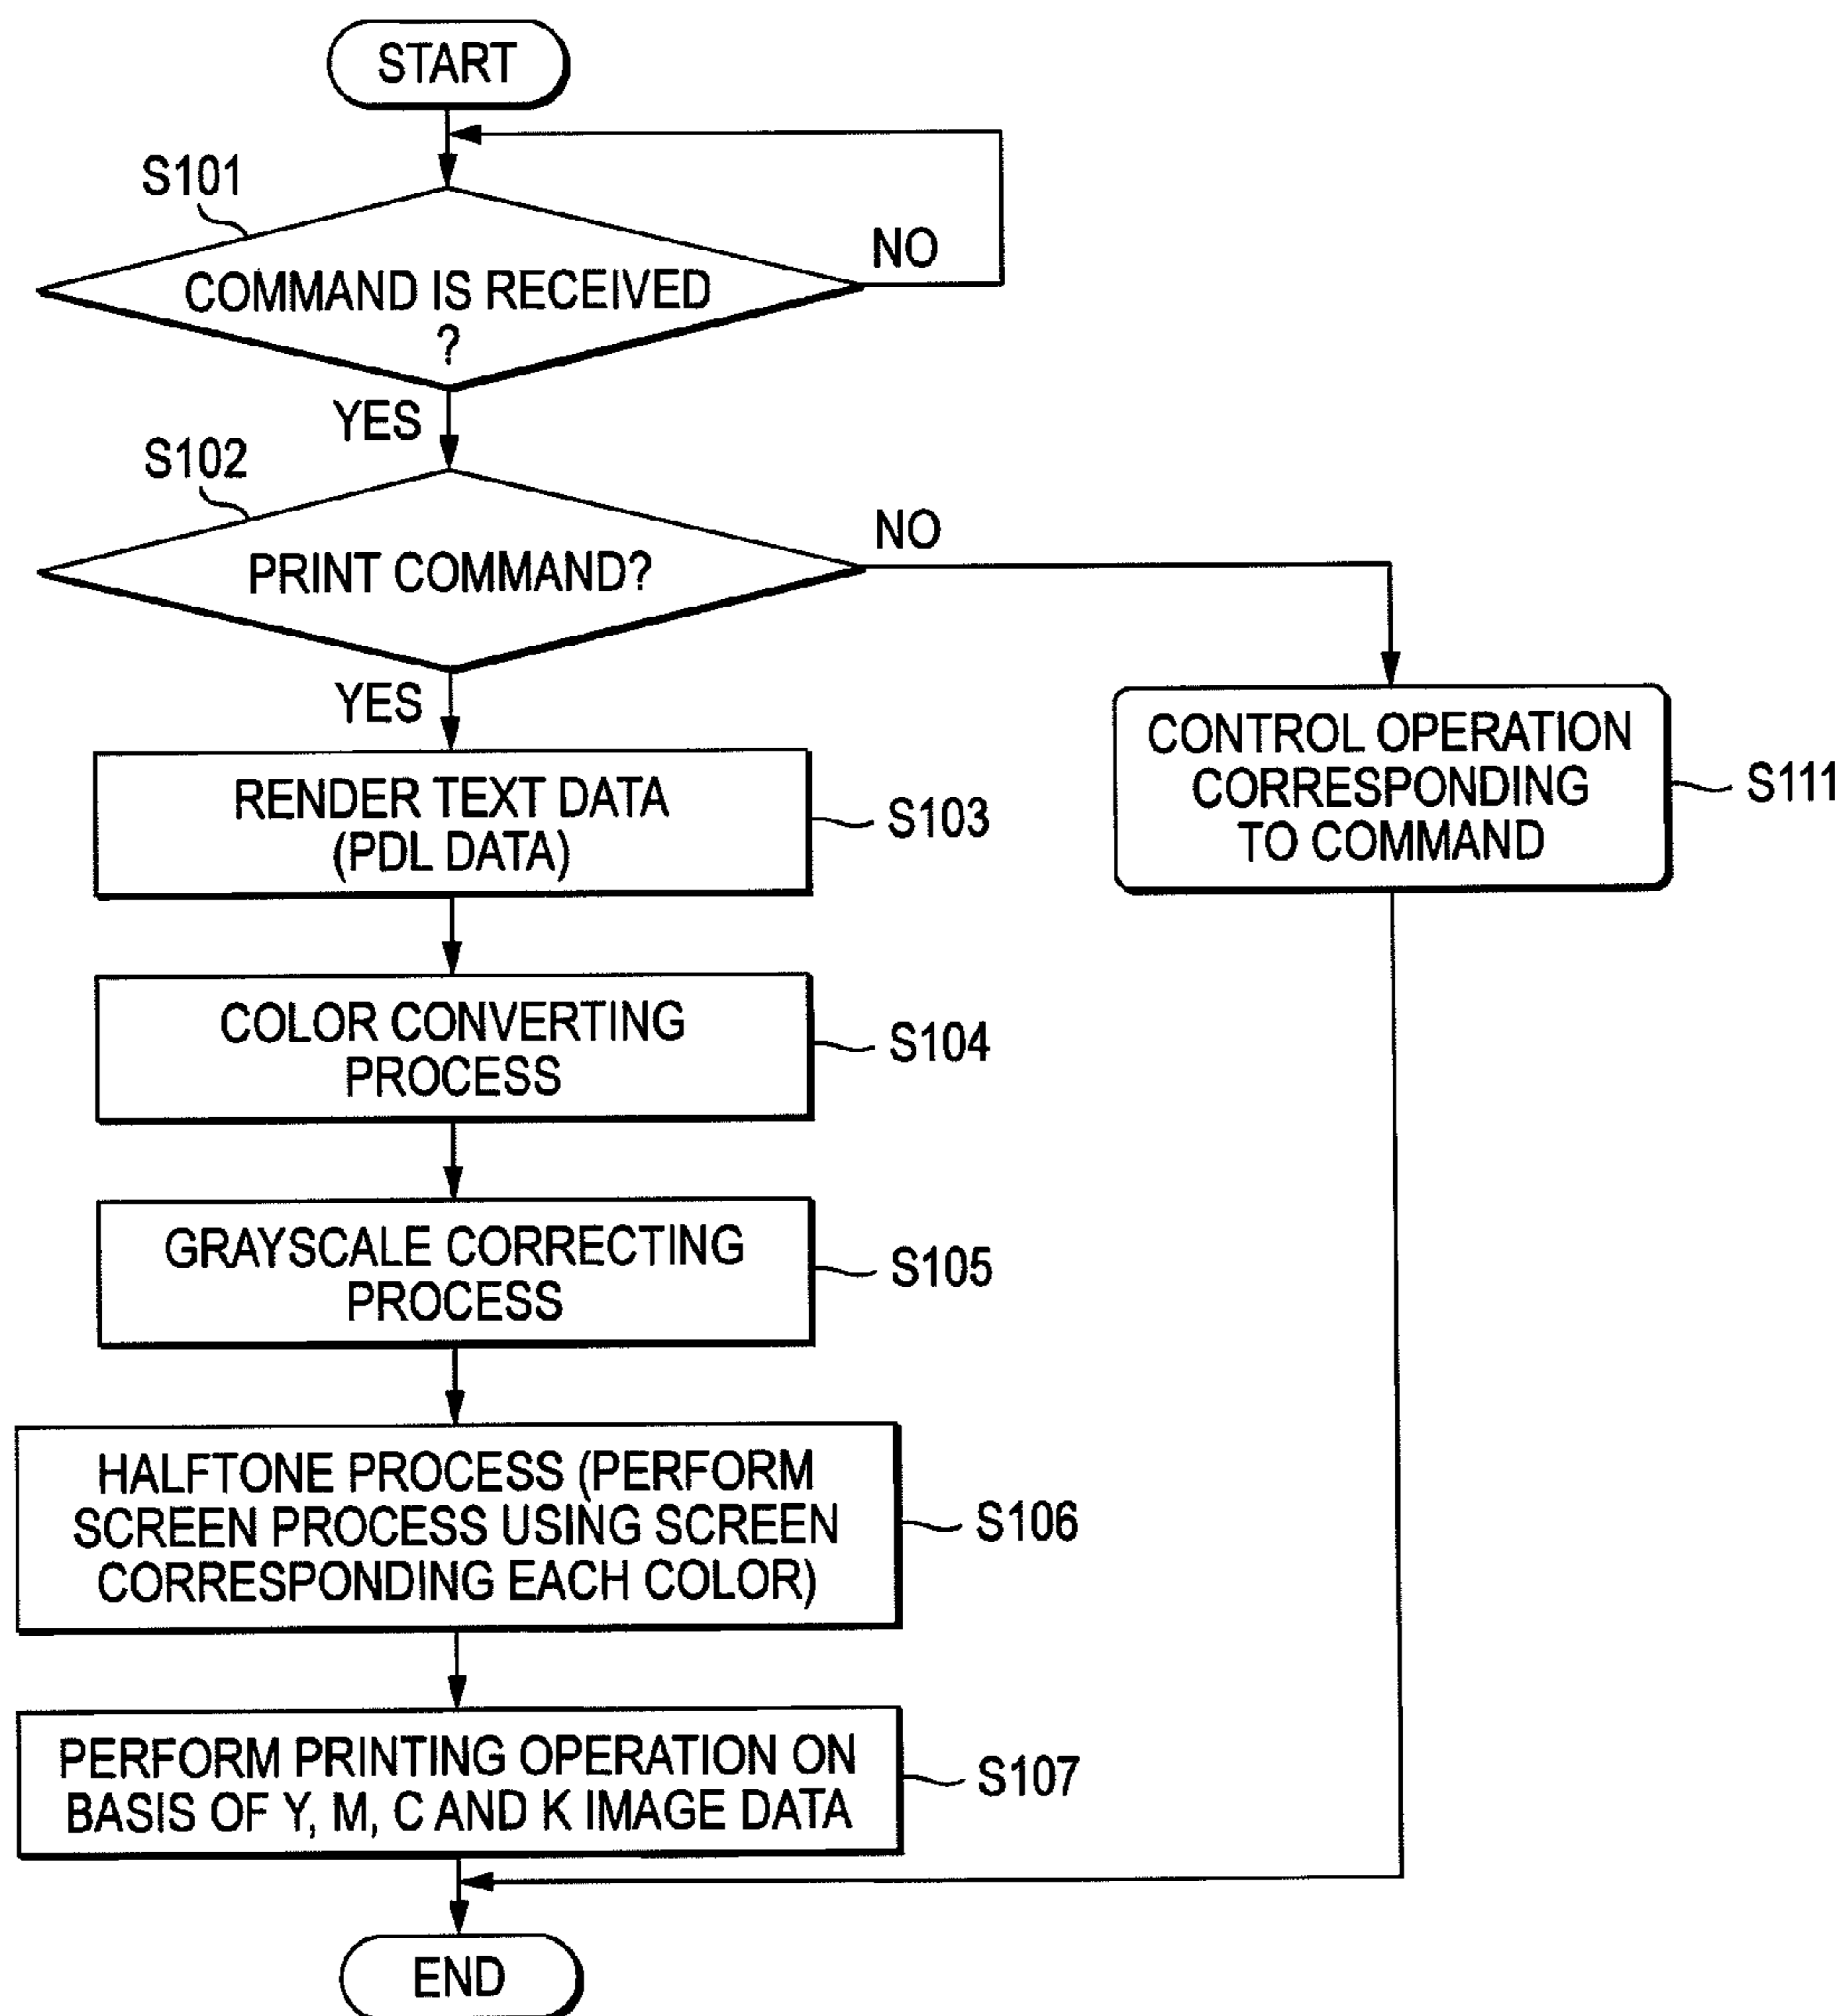 START
S101
NO
COMMAND IS RECEIVED
?
YES
S102
NO
PRINT COMMAND?
YES
RENDER TEXT DATA
(PDL DATA)
S103
CONTROL OPERATION
CORRESPONDING
TO COMMAND
S111
COLOR CONVERTING
PROCESS
S104
GRAYSCALE CORRECTING
PROCESS
S105
HALFTONE PROCESS (PERFORM
SCREEN PROCESS USING SCREEN
CORRESPONDING EACH COLOR)
S106
PERFORM PRINTING OPERATION ON
BASIS OF Y, M, C AND K IMAGE DATA
S107
END